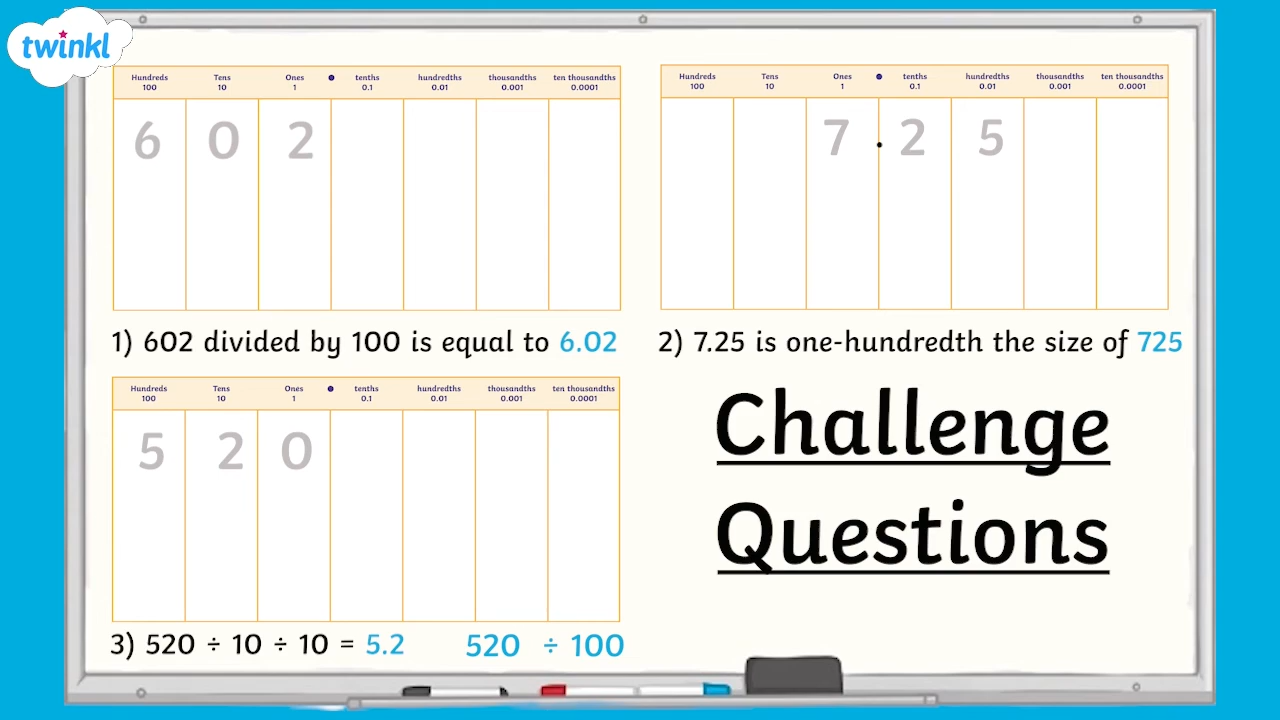 twinkl
Hundreds Tens Ones tenths hundredths thousandths ten thousandths
100 10 1 0.1 0.01 0.001 0.0001
6 0 2
1) 602 divided by 100 is equal to 6.02
Hundreds Tens Ones tenths hundredths thousandths ten thousandths
100 10 1 0.1 0.01 0.001 0.0001
7 . 2 5
2) 7.25 is one-hundredth the size of 725
Hundreds Tens Ones tenths hundredths thousandths ten thousandths
100 10 1 0.1 0.01 0.001 0.0001
5 2 0
3) 520 ÷ 10 ÷ 10 = 5.2 520 ÷ 100
Challenge
Questions